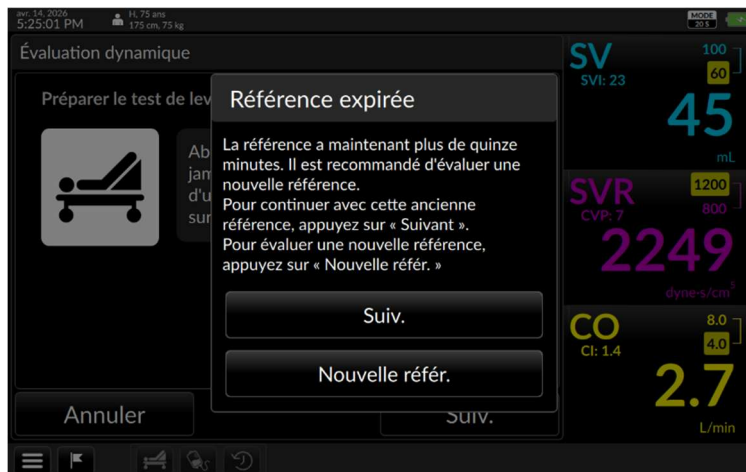 avr. 14, 2026
5:25:01 PM
H, 75 ans
175 cm, 75 kg
MODE
20 S
Évaluation dynamique
Préparer le test de lev
Ab
jam
d'u
sur
Référence expirée
La référence a maintenant plus de quinze
minutes. Il est recommandé d'évaluer une
nouvelle référence.
Pour continuer avec cette ancienne
référence, appuyez sur « Suivant ».
Pour évaluer une nouvelle référence,
appuyez sur « Nouvelle référ. »
Suiv.
Nouvelle référ.
Annuler
Suiv.
SV
SVI: 23
100
60
45
mL
SVR
CVP: 7
1200
800
2249
dyne-s/cm⁵
CO
CI: 1.4
8.0
4.0
2.7
L/min